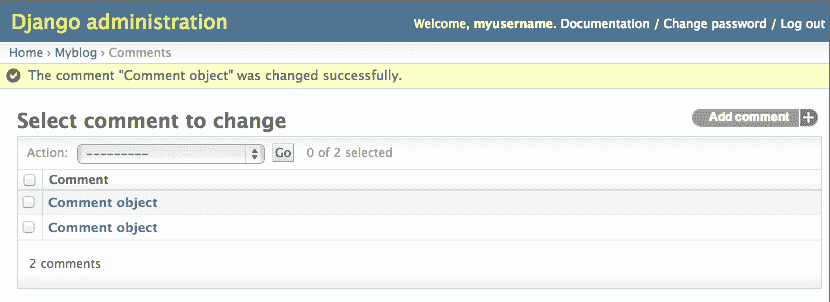 Django administration
Welcome, myusername. Documentation / Change password / Log out
Home › Myblog › Comments
The comment "Comment object" was changed successfully.
Select comment to change
Add comment +
Action: --------- Go 0 of 2 selected
Comment
Comment object
Comment object
2 comments